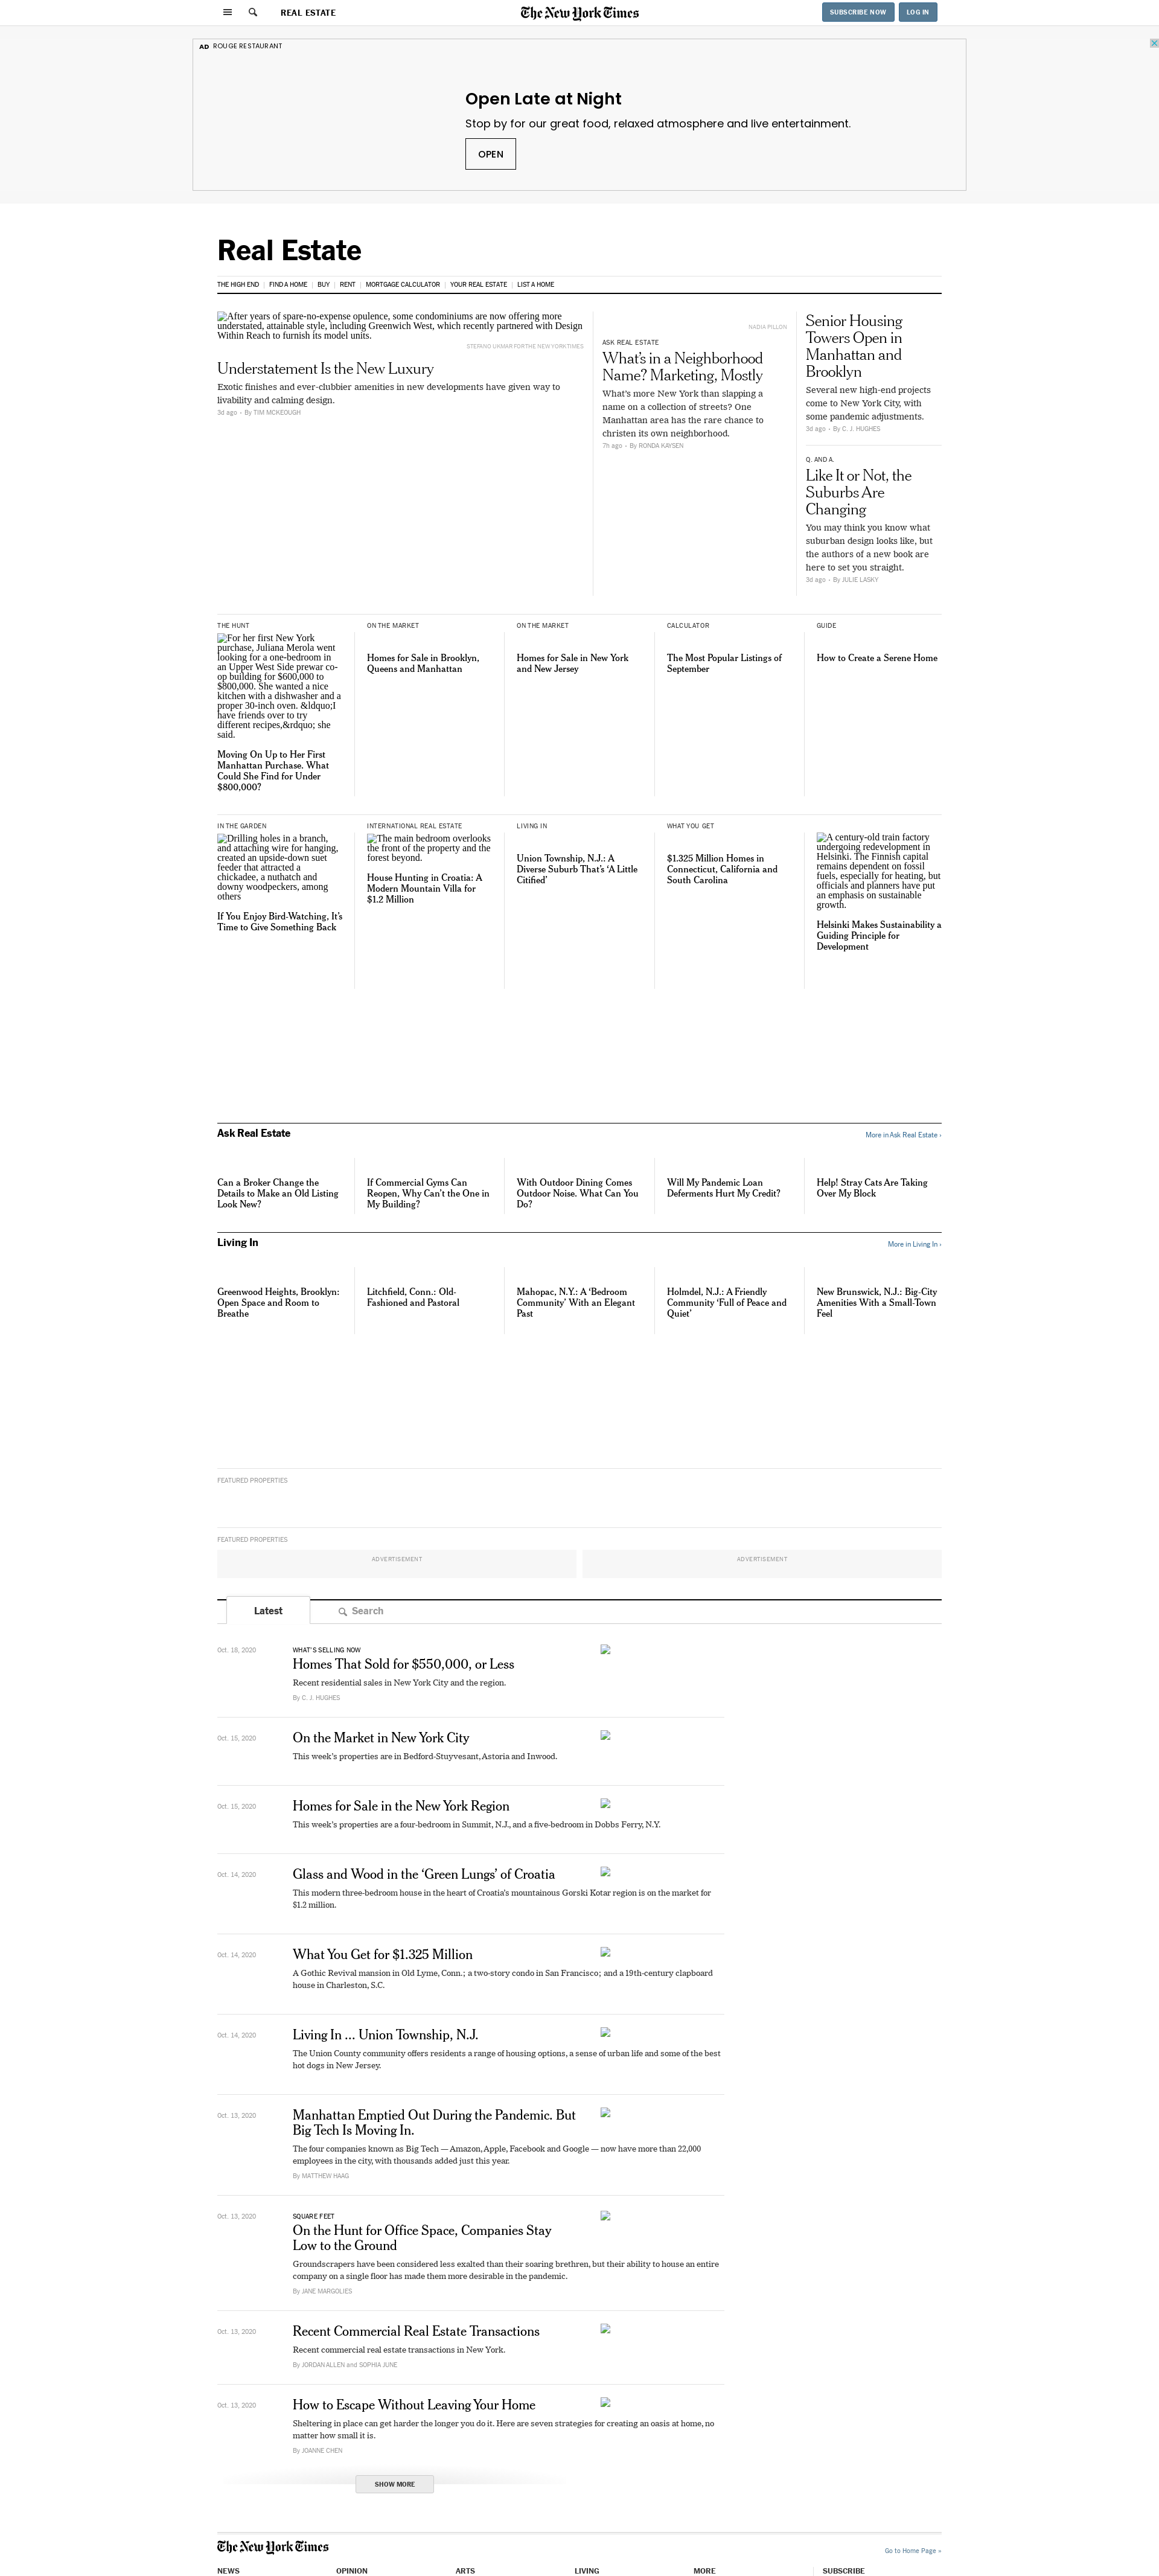 REAL ESTATE
The New York Times
SUBSCRIBE NOW
LOG IN
AD ROUGE RESTAURANT
Open Late at Night
Stop by for our great food, relaxed atmosphere and live entertainment.
OPEN
Real Estate
THE HIGH END | FIND A HOME | BUY | RENT | MORTGAGE CALCULATOR | YOUR REAL ESTATE | LIST A HOME
After years of spare-no-expense opulence, some condominiums are now offering more
understated, attainable style, including Greenwich West, which recently partnered with Design
Within Reach to furnish its model units.
STEFANO UKMAR FOR THE NEW YORK TIMES
Understatement Is the New Luxury
Exotic finishes and ever-clubbier amenities in new developments have given way to
livability and calming design.
3d ago • By TIM MCKEOUGH
NADIA PILLON
ASK REAL ESTATE
What’s in a Neighborhood
Name? Marketing, Mostly
What’s more New York than slapping a
name on a collection of streets? One
Manhattan area has the rare chance to
christen its own neighborhood.
7h ago • By RONDA KAYSEN
Senior Housing
Towers Open in
Manhattan and
Brooklyn
Several new high-end projects
come to New York City, with
some pandemic adjustments.
3d ago • By C. J. HUGHES
Q. AND A.
Like It or Not, the
Suburbs Are
Changing
You may think you know what
suburban design looks like, but
the authors of a new book are
here to set you straight.
3d ago • By JULIE LASKY
THE HUNT
For her first New York
purchase, Juliana Merola went
looking for a one-bedroom in
an Upper West Side prewar co-
op building for $600,000 to
$800,000. She wanted a nice
kitchen with a dishwasher and a
proper 30-inch oven. &ldquo;I
have friends over to try
different recipes,&rdquo; she
said.
Moving On Up to Her First
Manhattan Purchase. What
Could She Find for Under
$800,000?
ON THE MARKET
Homes for Sale in Brooklyn,
Queens and Manhattan
ON THE MARKET
Homes for Sale in New York
and New Jersey
CALCULATOR
The Most Popular Listings of
September
GUIDE
How to Create a Serene Home
IN THE GARDEN
Drilling holes in a branch,
and attaching wire for hanging,
created an upside-down suet
feeder that attracted a
chickadee, a nuthatch and
downy woodpeckers, among
others
If You Enjoy Bird-Watching, It’s
Time to Give Something Back
INTERNATIONAL REAL ESTATE
The main bedroom overlooks
the front of the property and the
forest beyond.
House Hunting in Croatia: A
Modern Mountain Villa for
$1.2 Million
LIVING IN
Union Township, N.J.: A
Diverse Suburb That’s ‘A Little
Citified’
WHAT YOU GET
$1.325 Million Homes in
Connecticut, California and
South Carolina
A century-old train factory
undergoing redevelopment in
Helsinki. The Finnish capital
remains dependent on fossil
fuels, especially for heating, but
officials and planners have put
an emphasis on sustainable
growth.
Helsinki Makes Sustainability a
Guiding Principle for
Development
Ask Real Estate
More in Ask Real Estate ›
Can a Broker Change the
Details to Make an Old Listing
Look New?
If Commercial Gyms Can
Reopen, Why Can’t the One in
My Building?
With Outdoor Dining Comes
Outdoor Noise. What Can You
Do?
Will My Pandemic Loan
Deferments Hurt My Credit?
Help! Stray Cats Are Taking
Over My Block
Living In
More in Living In ›
Greenwood Heights, Brooklyn:
Open Space and Room to
Breathe
Litchfield, Conn.: Old-
Fashioned and Pastoral
Mahopac, N.Y.: A ‘Bedroom
Community’ With an Elegant
Past
Holmdel, N.J.: A Friendly
Community ‘Full of Peace and
Quiet’
New Brunswick, N.J.: Big-City
Amenities With a Small-Town
Feel
FEATURED PROPERTIES
FEATURED PROPERTIES
ADVERTISEMENT
ADVERTISEMENT
Latest
Search
Oct. 18, 2020
WHAT’S SELLING NOW
Homes That Sold for $550,000, or Less
Recent residential sales in New York City and the region.
By C. J. HUGHES
Oct. 15, 2020
On the Market in New York City
This week’s properties are in Bedford-Stuyvesant, Astoria and Inwood.
Oct. 15, 2020
Homes for Sale in the New York Region
This week’s properties are a four-bedroom in Summit, N.J., and a five-bedroom in Dobbs Ferry, N.Y.
Oct. 14, 2020
Glass and Wood in the ‘Green Lungs’ of Croatia
This modern three-bedroom house in the heart of Croatia’s mountainous Gorski Kotar region is on the market for
$1.2 million.
Oct. 14, 2020
What You Get for $1.325 Million
A Gothic Revival mansion in Old Lyme, Conn.; a two-story condo in San Francisco; and a 19th-century clapboard
house in Charleston, S.C.
Oct. 14, 2020
Living In ... Union Township, N.J.
The Union County community offers residents a range of housing options, a sense of urban life and some of the best
hot dogs in New Jersey.
Oct. 13, 2020
Manhattan Emptied Out During the Pandemic. But
Big Tech Is Moving In.
The four companies known as Big Tech — Amazon, Apple, Facebook and Google — now have more than 22,000
employees in the city, with thousands added just this year.
By MATTHEW HAAG
Oct. 13, 2020
SQUARE FEET
On the Hunt for Office Space, Companies Stay
Low to the Ground
Groundscrapers have been considered less exalted than their soaring brethren, but their ability to house an entire
company on a single floor has made them more desirable in the pandemic.
By JANE MARGOLIES
Oct. 13, 2020
Recent Commercial Real Estate Transactions
Recent commercial real estate transactions in New York.
By JORDAN ALLEN and SOPHIA JUNE
Oct. 13, 2020
How to Escape Without Leaving Your Home
Sheltering in place can get harder the longer you do it. Here are seven strategies for creating an oasis at home, no
matter how small it is.
By JOANNE CHEN
SHOW MORE
The New York Times
Go to Home Page »
NEWS
OPINION
ARTS
LIVING
MORE
SUBSCRIBE